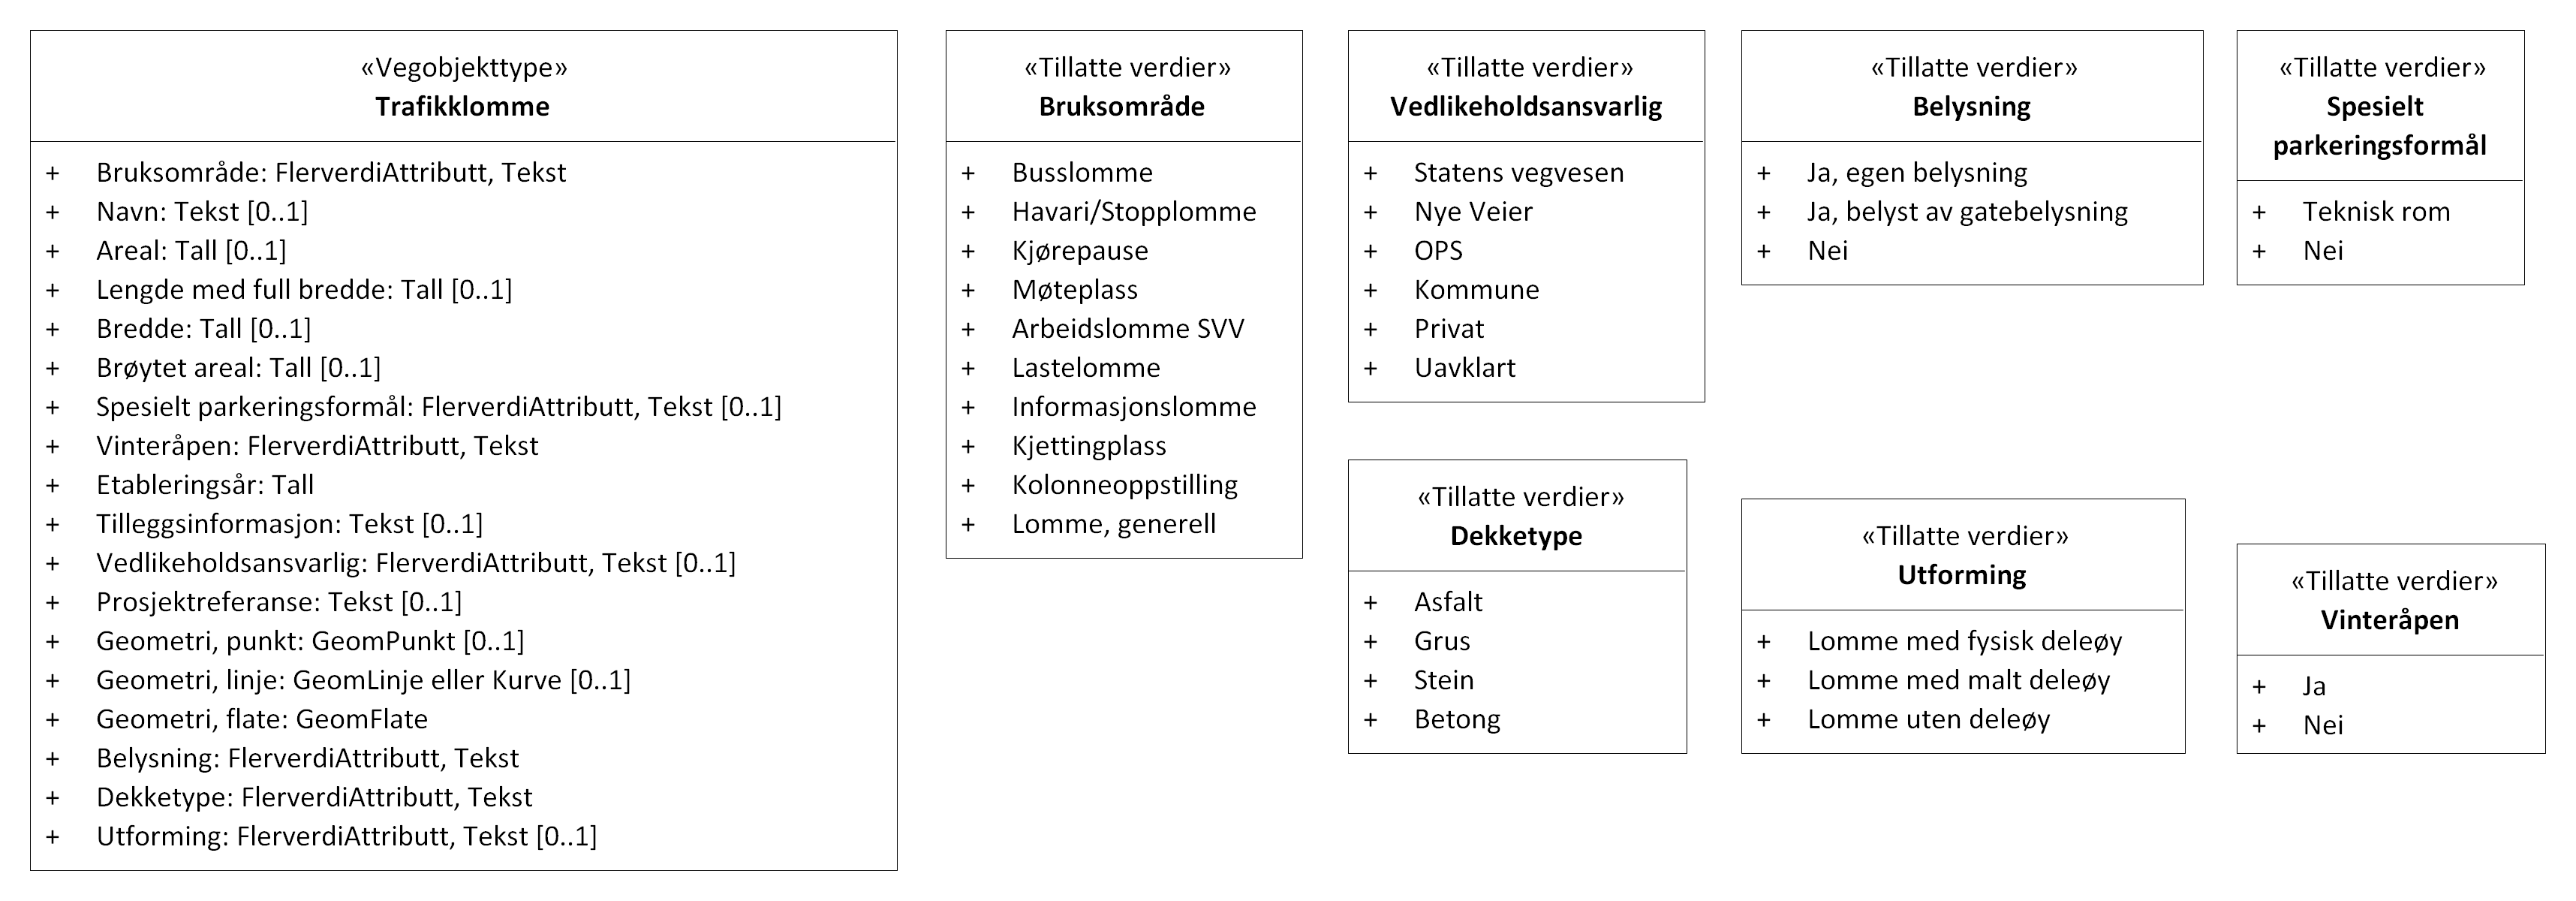 «Vegobjekttype»
Trafikklomme
+ Bruksområde: FlerverdiAttributt, Tekst
+ Navn: Tekst [0..1]
+ Areal: Tall [0..1]
+ Lengde med full bredde: Tall [0..1]
+ Bredde: Tall [0..1]
+ Brøytet areal: Tall [0..1]
+ Spesielt parkeringsformål: FlerverdiAttributt, Tekst [0..1]
+ Vinteråpen: FlerverdiAttributt, Tekst
+ Etableringsår: Tall
+ Tilleggsinformasjon: Tekst [0..1]
+ Vedlikeholdsansvarlig: FlerverdiAttributt, Tekst [0..1]
+ Prosjektreferanse: Tekst [0..1]
+ Geometri, punkt: GeomPunkt [0..1]
+ Geometri, linje: GeomLinje eller Kurve [0..1]
+ Geometri, flate: GeomFlate
+ Belysning: FlerverdiAttributt, Tekst
+ Dekketype: FlerverdiAttributt, Tekst
+ Utforming: FlerverdiAttributt, Tekst [0..1]
«Tillatte verdier»
Bruksområde
+ Busslomme
+ Havari/Stopplomme
+ Kjørepause
+ Møteplass
+ Arbeidslomme SVV
+ Lastelomme
+ Informasjonslomme
+ Kjettingplass
+ Kolonneoppstilling
+ Lomme, generell
«Tillatte verdier»
Vedlikeholdsansvarlig
+ Statens vegvesen
+ Nye Veier
+ OPS
+ Kommune
+ Privat
+ Uavklart
«Tillatte verdier»
Belysning
+ Ja, egen belysning
+ Ja, belyst av gatebelysning
+ Nei
«Tillatte verdier»
Spesielt
parkeringsformål
+ Teknisk rom
+ Nei
«Tillatte verdier»
Dekketype
+ Asfalt
+ Grus
+ Stein
+ Betong
«Tillatte verdier»
Utforming
+ Lomme med fysisk deleøy
+ Lomme med malt deleøy
+ Lomme uten deleøy
«Tillatte verdier»
Vinteråpen
+ Ja
+ Nei